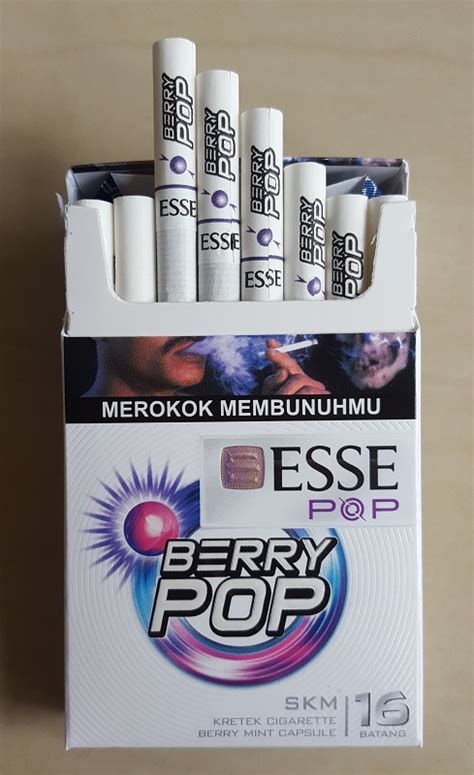 BERRY
POP
ESSE
BERRY
POP
ESSE
BERRY
POP
ESSE
BERRY
POP
BERRY
POP
MEROKOK MEMBUNUHMU
ESSE
POP
BERRY
POP
SKM
KRETEK CIGARETTE
BERRY MINT CAPSULE
16
BATANG